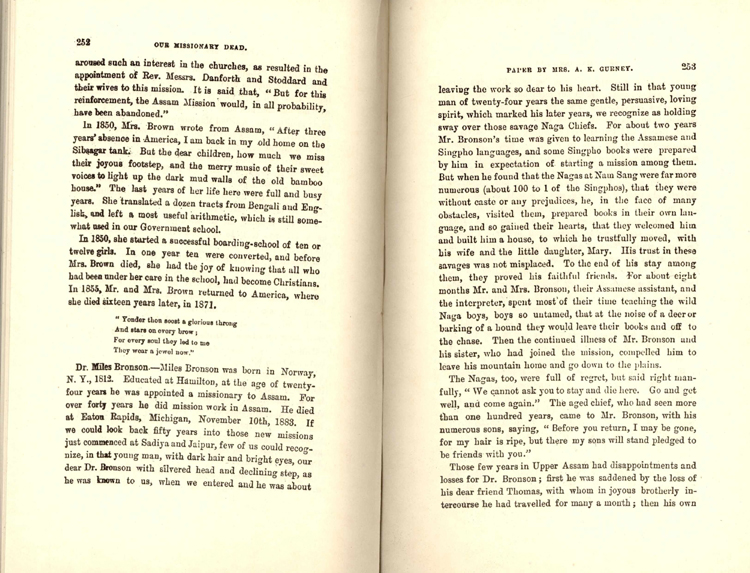 252
OUR MISSIONARY DEAD.
aroused such an interest in the churches, as resulted in the
appointment of Rev. Messrs. Danforth and Stoddard and
their wives to this mission. It is said that, "But for this
reinforcement, the Assam Mission would, in all probability,
have been abandoned."
In 1850, Mrs. Brown wrote from Assam, "After three
years' absence in America, I am back in my old home on the
Sibsagar tank. But the dear children, how much we miss
their joyous footstep, and the merry music of their sweet
voices to light up the dark mud walls of the old bamboo
house." The last years of her life here were full and busy
years. She translated a dozen tracts from Bengali and Eng-
lish, and left a most useful arithmetic, which is still some-
what used in our Government school.
In 1850, she started a successful boarding-school of ten or
twelve girls. In one year ten were converted, and before
Mrs. Brown died, she had the joy of knowing that all who
had been under her care in the school, had become Christians.
In 1855, Mr. and Mrs. Brown returned to America, where
she died sixteen years later, in 1871.
"Yonder thou seest a glorious throng
And stars on every brow;
For every soul they led to me
They wear a jewel now."
Dr. Miles Bronson.—Miles Bronson was born in Norway,
N. Y., 1812. Educated at Hamilton, at the age of twenty-
four years he was appointed a missionary to Assam. For
over forty years he did mission work in Assam. He died
at Eaton Rapids, Michigan, November 10th, 1883. If
we could look back fifty years into those new missions
just commenced at Sadiya and Jaipur, few of us could recog-
nize, in that young man, with dark hair and bright eyes, our
dear Dr. Bronson with silvered head and declining step, as
he was known to us, when we entered and he was about
PAPER BY MRS. A. K. GURNEY.
253
leaving the work so dear to his heart. Still in that young
man of twenty-four years the same gentle, persuasive, loving
spirit, which marked his later years, we recognize as holding
sway over those savage Naga Chiefs. For about two years
Mr. Bronson's time was given to learning the Assamese and
Singpho languages, and some Singpho books were prepared
by him in expectation of starting a mission among them.
But when he found that the Nagas at Nam Sang were far more
numerous (about 100 to 1 of the Singphos), that they were
without caste or any prejudices, he, in the face of many
obstacles, visited them, prepared books in their own lan-
guage, and so gained their hearts, that they welcomed him
and built him a house, to which he trustfully moved, with
his wife and the little daughter, Mary. His trust in these
savages was not misplaced. To the end of his stay among
them, they proved his faithful friends. For about eight
months Mr. and Mrs. Bronson, their Assamese assistant, and
the interpreter, spent most of their time teaching the wild
Naga boys, boys so untamed, that at the noise of a deer or
barking of a hound they would leave their books and off to
the chase. Then the continued illness of Mr. Bronson and
his sister, who had joined the mission, compelled him to
leave his mountain home and go down to the plains.
The Nagas, too, were full of regret, but said right man-
fully, "We cannot ask you to stay and die here. Go and get
well, and come again." The aged chief, who had seen more
than one hundred years, came to Mr. Bronson, with his
numerous sons, saying, "Before you return, I may be gone,
for my hair is ripe, but there my sons will stand pledged to
be friends with you."
Those few years in Upper Assam had disappointments and
losses for Dr. Bronson; first he was saddened by the loss of
his dear friend Thomas, with whom in joyous brotherly in-
tercourse he had travelled for many a month; then his own